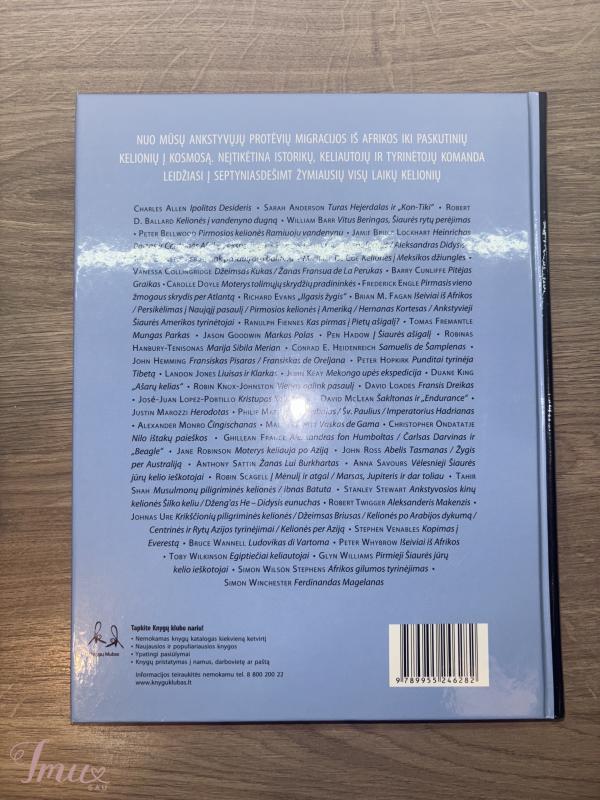 NUO MŪSŲ ANKSTYVŲJŲ PROTĖVIŲ MIGRACIJOS IŠ AFRIKOS IKI PASKUTINIŲ
KELIONIŲ Į KOSMOSĄ. NEĮTIKĖTINA ISTORIKŲ, KELIAUTOJŲ IR TYRINĖTOJŲ KOMANDA
LEIDŽIASI Į SEPTYNIASDEŠIMT ŽYMIAUSIŲ VISŲ LAIKŲ KELIONIŲ
CHARLES ALLEN Ipolitas Desideris • SARAH ANDERSON Turas Hejerdalas ir „Kon-Tiki“ • ROBERT
D. BALLARD Kelionės į vandenyno dugną • WILLIAM BARR Vitus Beringas, Šiaurės rytų perėjimas
• PETER BELLWOOD Pirmosios kelionės Ramiuoju vandenynu • JAMIE BRUCE LOCKHART Heinrichas
Aleksandras Didysis
Kelionės į Meksikos džiungles •
VANESSA COLLINGRIDGE Džeimsas Kukas / Žanas Fransua de La Perukas • BARRY CUNLIFFE Pitėjas
Graikas • CAROLLE DOYLE Moterys tolimųjų skrydžių pradininkės • FREDERICK ENGLE Pirmasis vieno
žmogaus skrydis per Atlantą • RICHARD EVANS „Ilgasis žygis“ • BRIAN M. FAGAN Išeiviai iš Afrikos
/ Persikėlimas į Naująjį pasaulį / Pirmosios kelionės į Ameriką / Hernanas Kortesas / Ankstyvieji
Šiaurės Amerikos tyrinėtojai • RANULPH FIENNES Kas pirmas į Pietų ašigalį? • TOMAS FREMANTLE
Mungas Parkas • JASON GOODWIN Markas Polas • PEN HADOW Į Šiaurės ašigalį • ROBINAS
HANBURY-TENISONAS Marija Sibila Merian • CONRAD E. HEIDENREICH Samuelis de Šamplenas •
JOHN HEMMING Fransiskas Pisaras / Fransiskas de Oreljana • PETER HOPKIRK Punditai tyrinėja
Tibetą • LANDON JONES Liuisas ir Klarkas • JOHN KEAY Mekongo upės ekspedicija • DUANE KING
„Ašarų kelias“ • ROBIN KNOX-JOHNSTON Vienas aplink pasaulį • DAVID LOADES Fransis Dreikas
• JOSÉ-JUAN LOPEZ-PORTILLO Kristupas DAVID MCLEAN Šakltonas ir „Endurance“ •
JUSTIN MAROZZI Herodotas • PHILIP / Šv. Paulius / Imperatorius Hadrianas
• ALEXANDER MONRO Čingischanas • Vaskas de Gama • CHRISTOPHER ONDATJE
Nilo ištakų paieškos • GHILLEAN PRANCE Aleksandras fon Humboltas / Čarlsas Darvinas ir
„Beagle“ • JANE ROBINSON Moterys keliauja po Aziją • JOHN ROSS Abelis Tasmanas / Žygis
per Australiją • ANTHONY SATTIN Žanas Lui Burkhartas • ANNA SAVOURS Vėlesnieji Šiaurės
jūrų kelio ieškotojai • ROBIN SCAGELL Į Mėnulį ir atgal / Marsas, Jupiteris ir dar toliau • TAHIR
SHAH Musulmonų piligriminės kelionės / Ibnas Batuta • STANLEY STEWART Ankstyvosios kinų
kelionės Šilko keliu / Dženg'as He – Didysis eunuchas • ROBERT TWIGGER Aleksanderis Makenzis •
JOHNAS URE Krikščionių piligriminės kelionės / Džeimsas Briusas / Kelionės po Arabijos dykumą /
Centrinės ir Rytų Azijos tyrinėjimai / Kelionės per Aziją • STEPHEN VENABLES Kopimas į
Everestą • BRUCE WANNELL Ludovikas di Vartoma • PETER WHYBROW Išeiviai iš Afrikos
• TOBY WILKINSON Egiptiečiai keliautojai • GLYN WILLIAMS Pirmieji Šiaurės jūrų
kelio ieškotojai • SIMON WILSON STEPHENS Afrikos gilumos tyrinėjimas •
SIMON WINCHESTER Ferdinandas Magelanas
Tapkite Knygų klubo nariu!
• Nemokamas knygų katalogas kiekvieną ketvirtį
• Naujausios ir populiariausios knygos
• Ypatingi pasiūlymai
• Knygų pristatymas į namus, darbovietę ar paštą
Informacijos teiraukitės nemokamu tel. 8 800 200 22
www.knyguklubas.lt
Knygų klubas
9 789955 246282
Imu
GAU